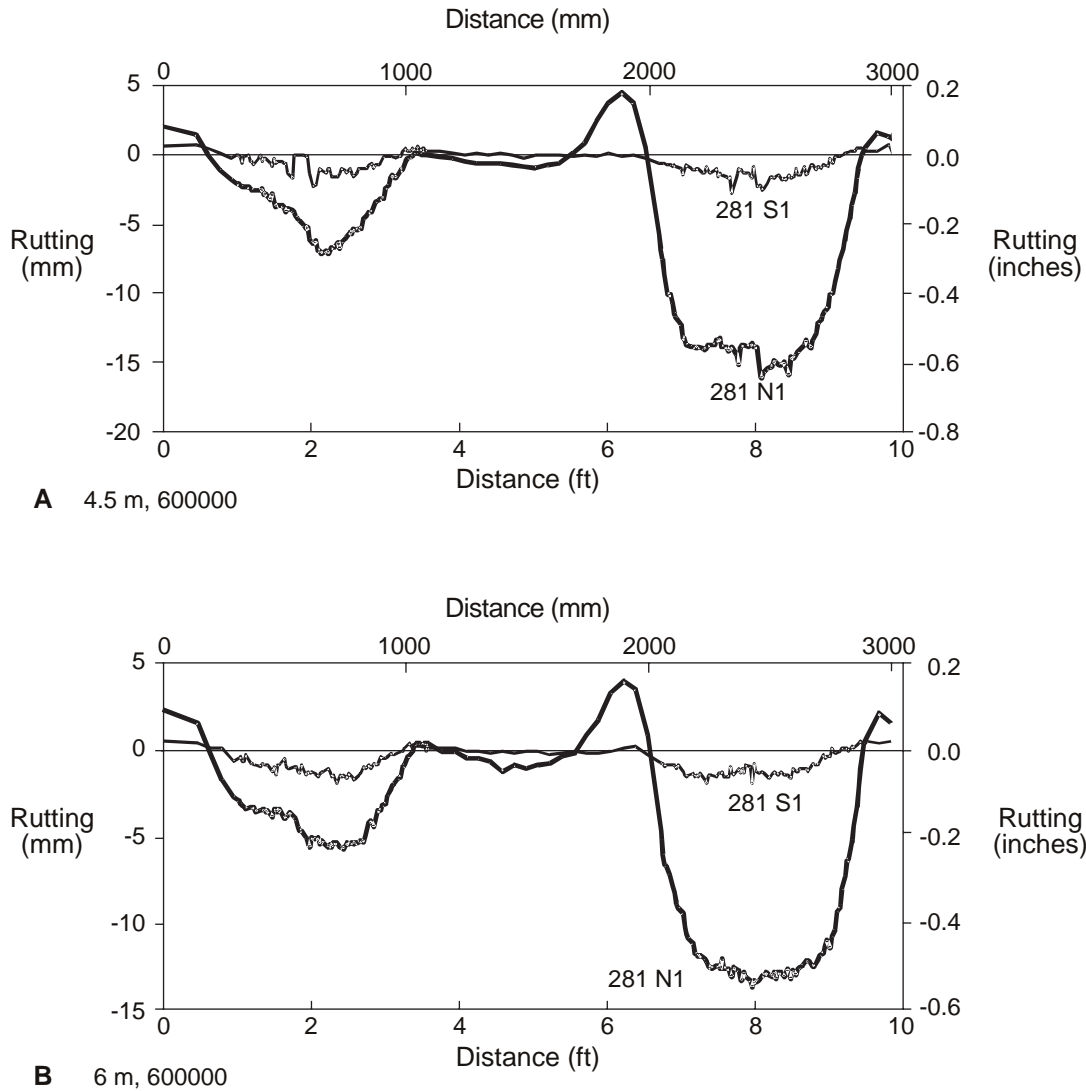 Distance (mm)
0 1000 2000 3000
5 0.2
0 0.0
281 S1
-5 -0.2
Rutting (mm)
Rutting (inches)
-10 -0.4
-15 -0.6
281 N1
-20 -0.8
0 2 4 6 8 10
Distance (ft)
A 4.5 m, 600000
Distance (mm)
0 1000 2000 3000
5 0.2
0 0.0
281 S1
Rutting (mm)
Rutting (inches)
-5 -0.2
-10 -0.4
281 N1
-15 -0.6
0 2 4 6 8 10
Distance (ft)
B 6 m, 600000